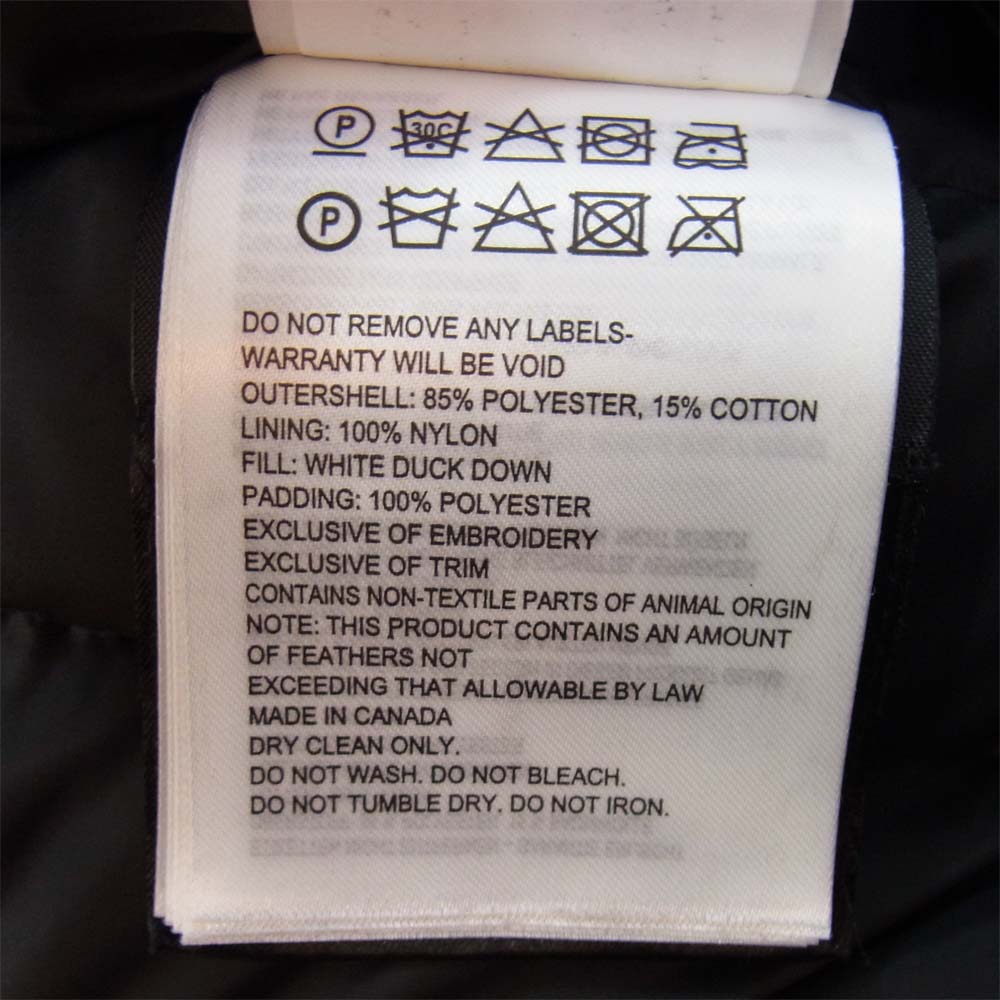 P 30C
P
DO NOT REMOVE ANY LABELS-
WARRANTY WILL BE VOID
OUTERSHELL: 85% POLYESTER, 15% COTTON
LINING: 100% NYLON
FILL: WHITE DUCK DOWN
PADDING: 100% POLYESTER
EXCLUSIVE OF EMBROIDERY
EXCLUSIVE OF TRIM
CONTAINS NON-TEXTILE PARTS OF ANIMAL ORIGIN
NOTE: THIS PRODUCT CONTAINS AN AMOUNT
OF FEATHERS NOT
EXCEEDING THAT ALLOWABLE BY LAW
MADE IN CANADA
DRY CLEAN ONLY.
DO NOT WASH. DO NOT BLEACH.
DO NOT TUMBLE DRY. DO NOT IRON.